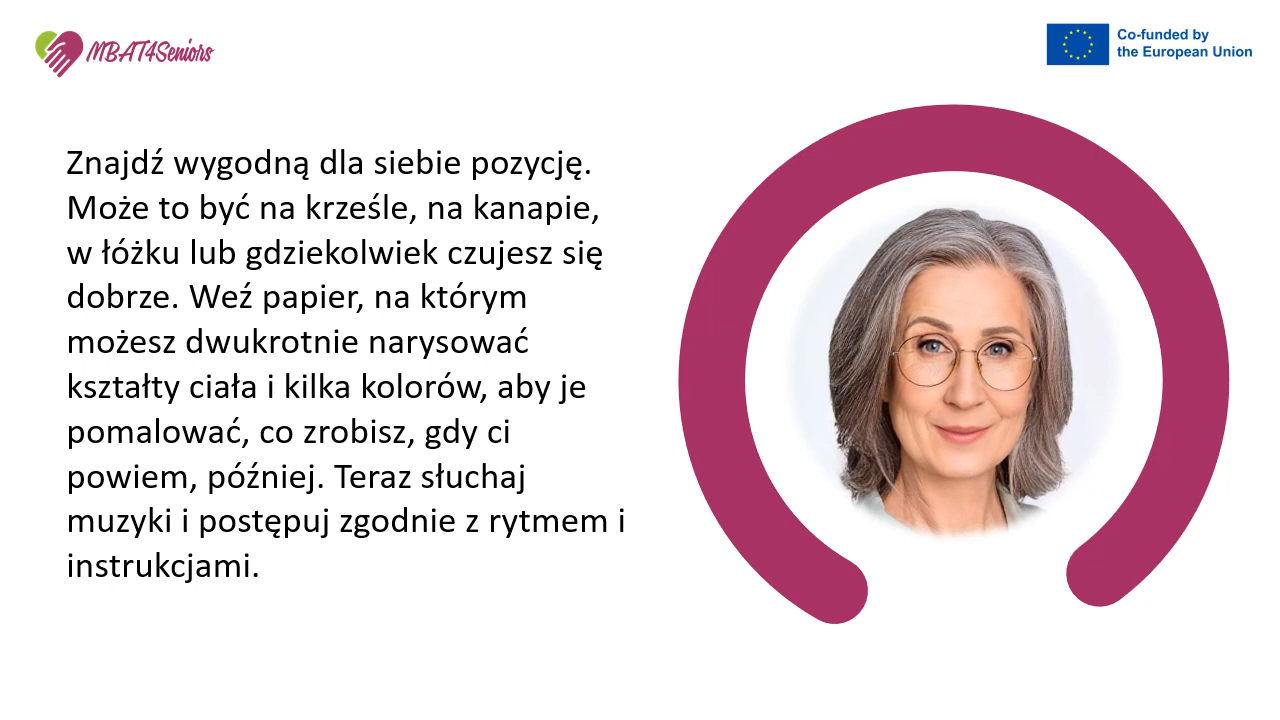 MBAT4Seniors
Co-funded by
the European Union
Znajdź wygodną dla siebie pozycję.
Może to być na krześle, na kanapie,
w łóżku lub gdziekolwiek czujesz się
dobrze. Weź papier, na którym
możesz dwukrotnie narysować
kształty ciała i kilka kolorów, aby je
pomalować, co zrobisz, gdy ci
powiem, później. Teraz słuchaj
muzyki i postępuj zgodnie z rytmem i
instrukcjami.